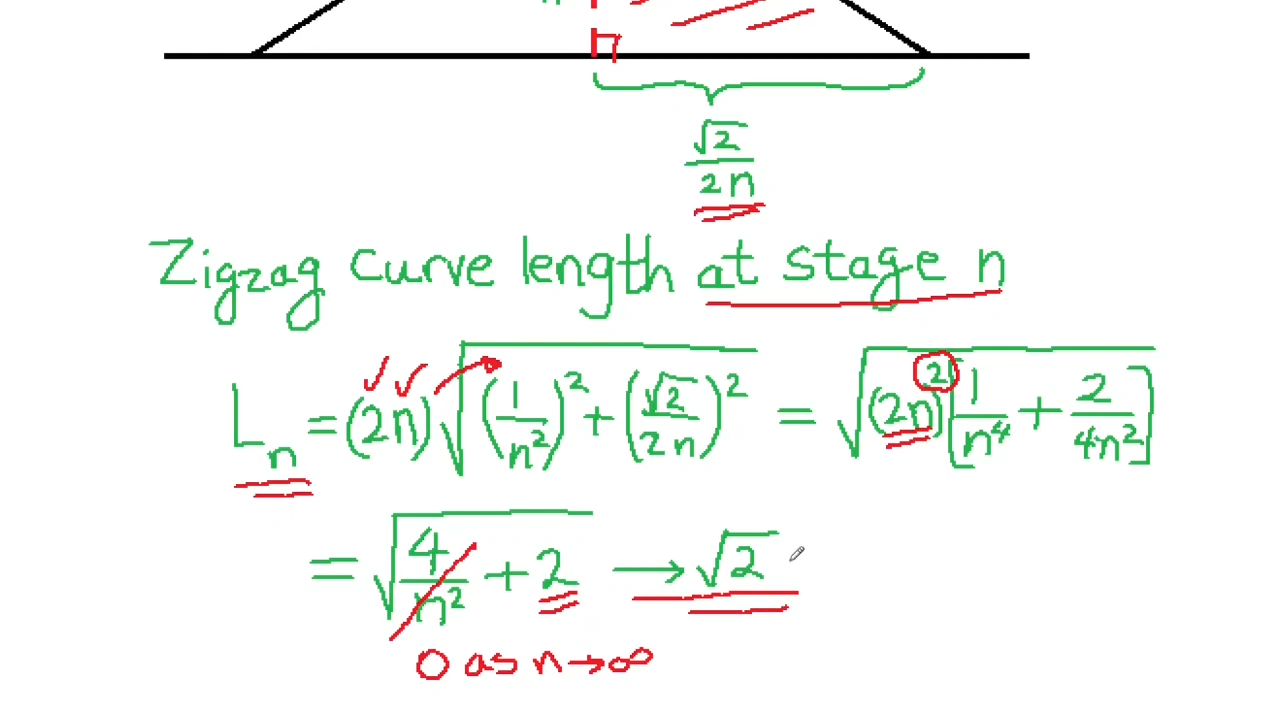 √2/2n
Zigzag curve length at stage n
Lₙ = (2n) √((1/n²)² + (√2/2n)²) = √((2n)² [1/n⁴ + 2/4n²])
= √(4/n² + 2) → √2
0 as n → ∞